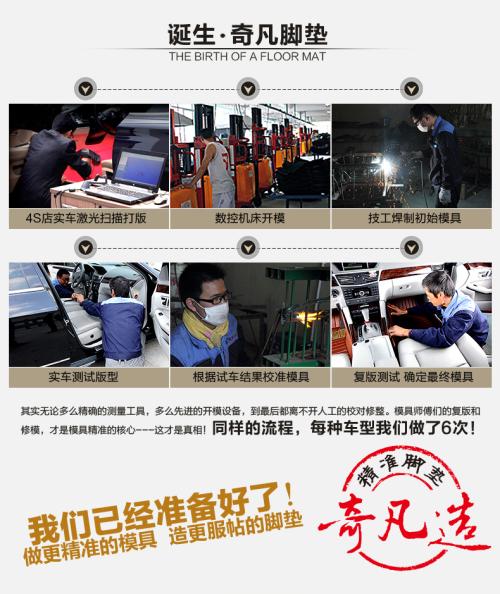 诞生·奇凡脚垫
THE BIRTH OF A FLOOR MAT
4S店实车激光扫描打版
数控机床开模
技工焊制初始模具
实车测试版型
根据试车结果校准模具
复版测试 确定最终模具
其实无论多么精确的测量工具，多么先进的开模设备，到最后都离不开人工的校对修整。模具师傅们的复版和
修模，才是模具精准的核心---这才是真相！同样的流程，每种车型我们做了6次！
我们已经准备好了！
做更精准的模具 造更服帖的脚垫
精准脚垫
奇凡造